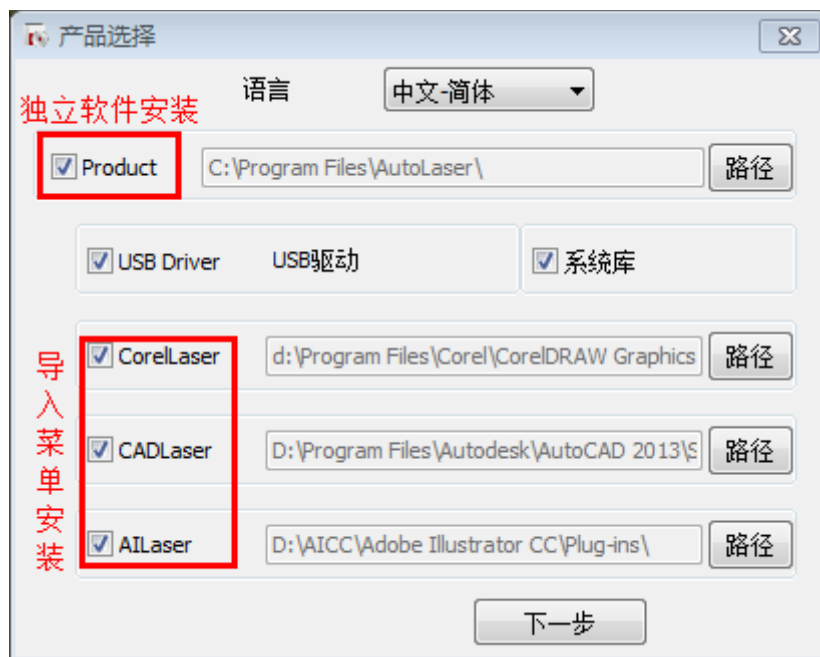 产品选择
语言 中文-简体
独立软件安装
Product C:\Program Files\AutoLaser\ 路径
USB Driver USB驱动 系统库
导入菜单安装
CorelLaser d:\Program Files\Corel\CorelDRAW Graphics 路径
CADLaser D:\Program Files\Autodesk\AutoCAD 2013\S 路径
AILaser D:\AICC\Adobe Illustrator CC\Plug-ins\ 路径
下一步